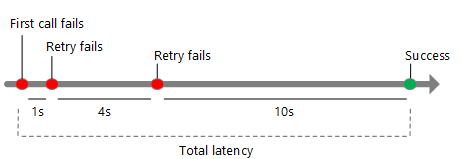 First call fails
Retry fails
Retry fails
Success
1s
4s
10s
Total latency